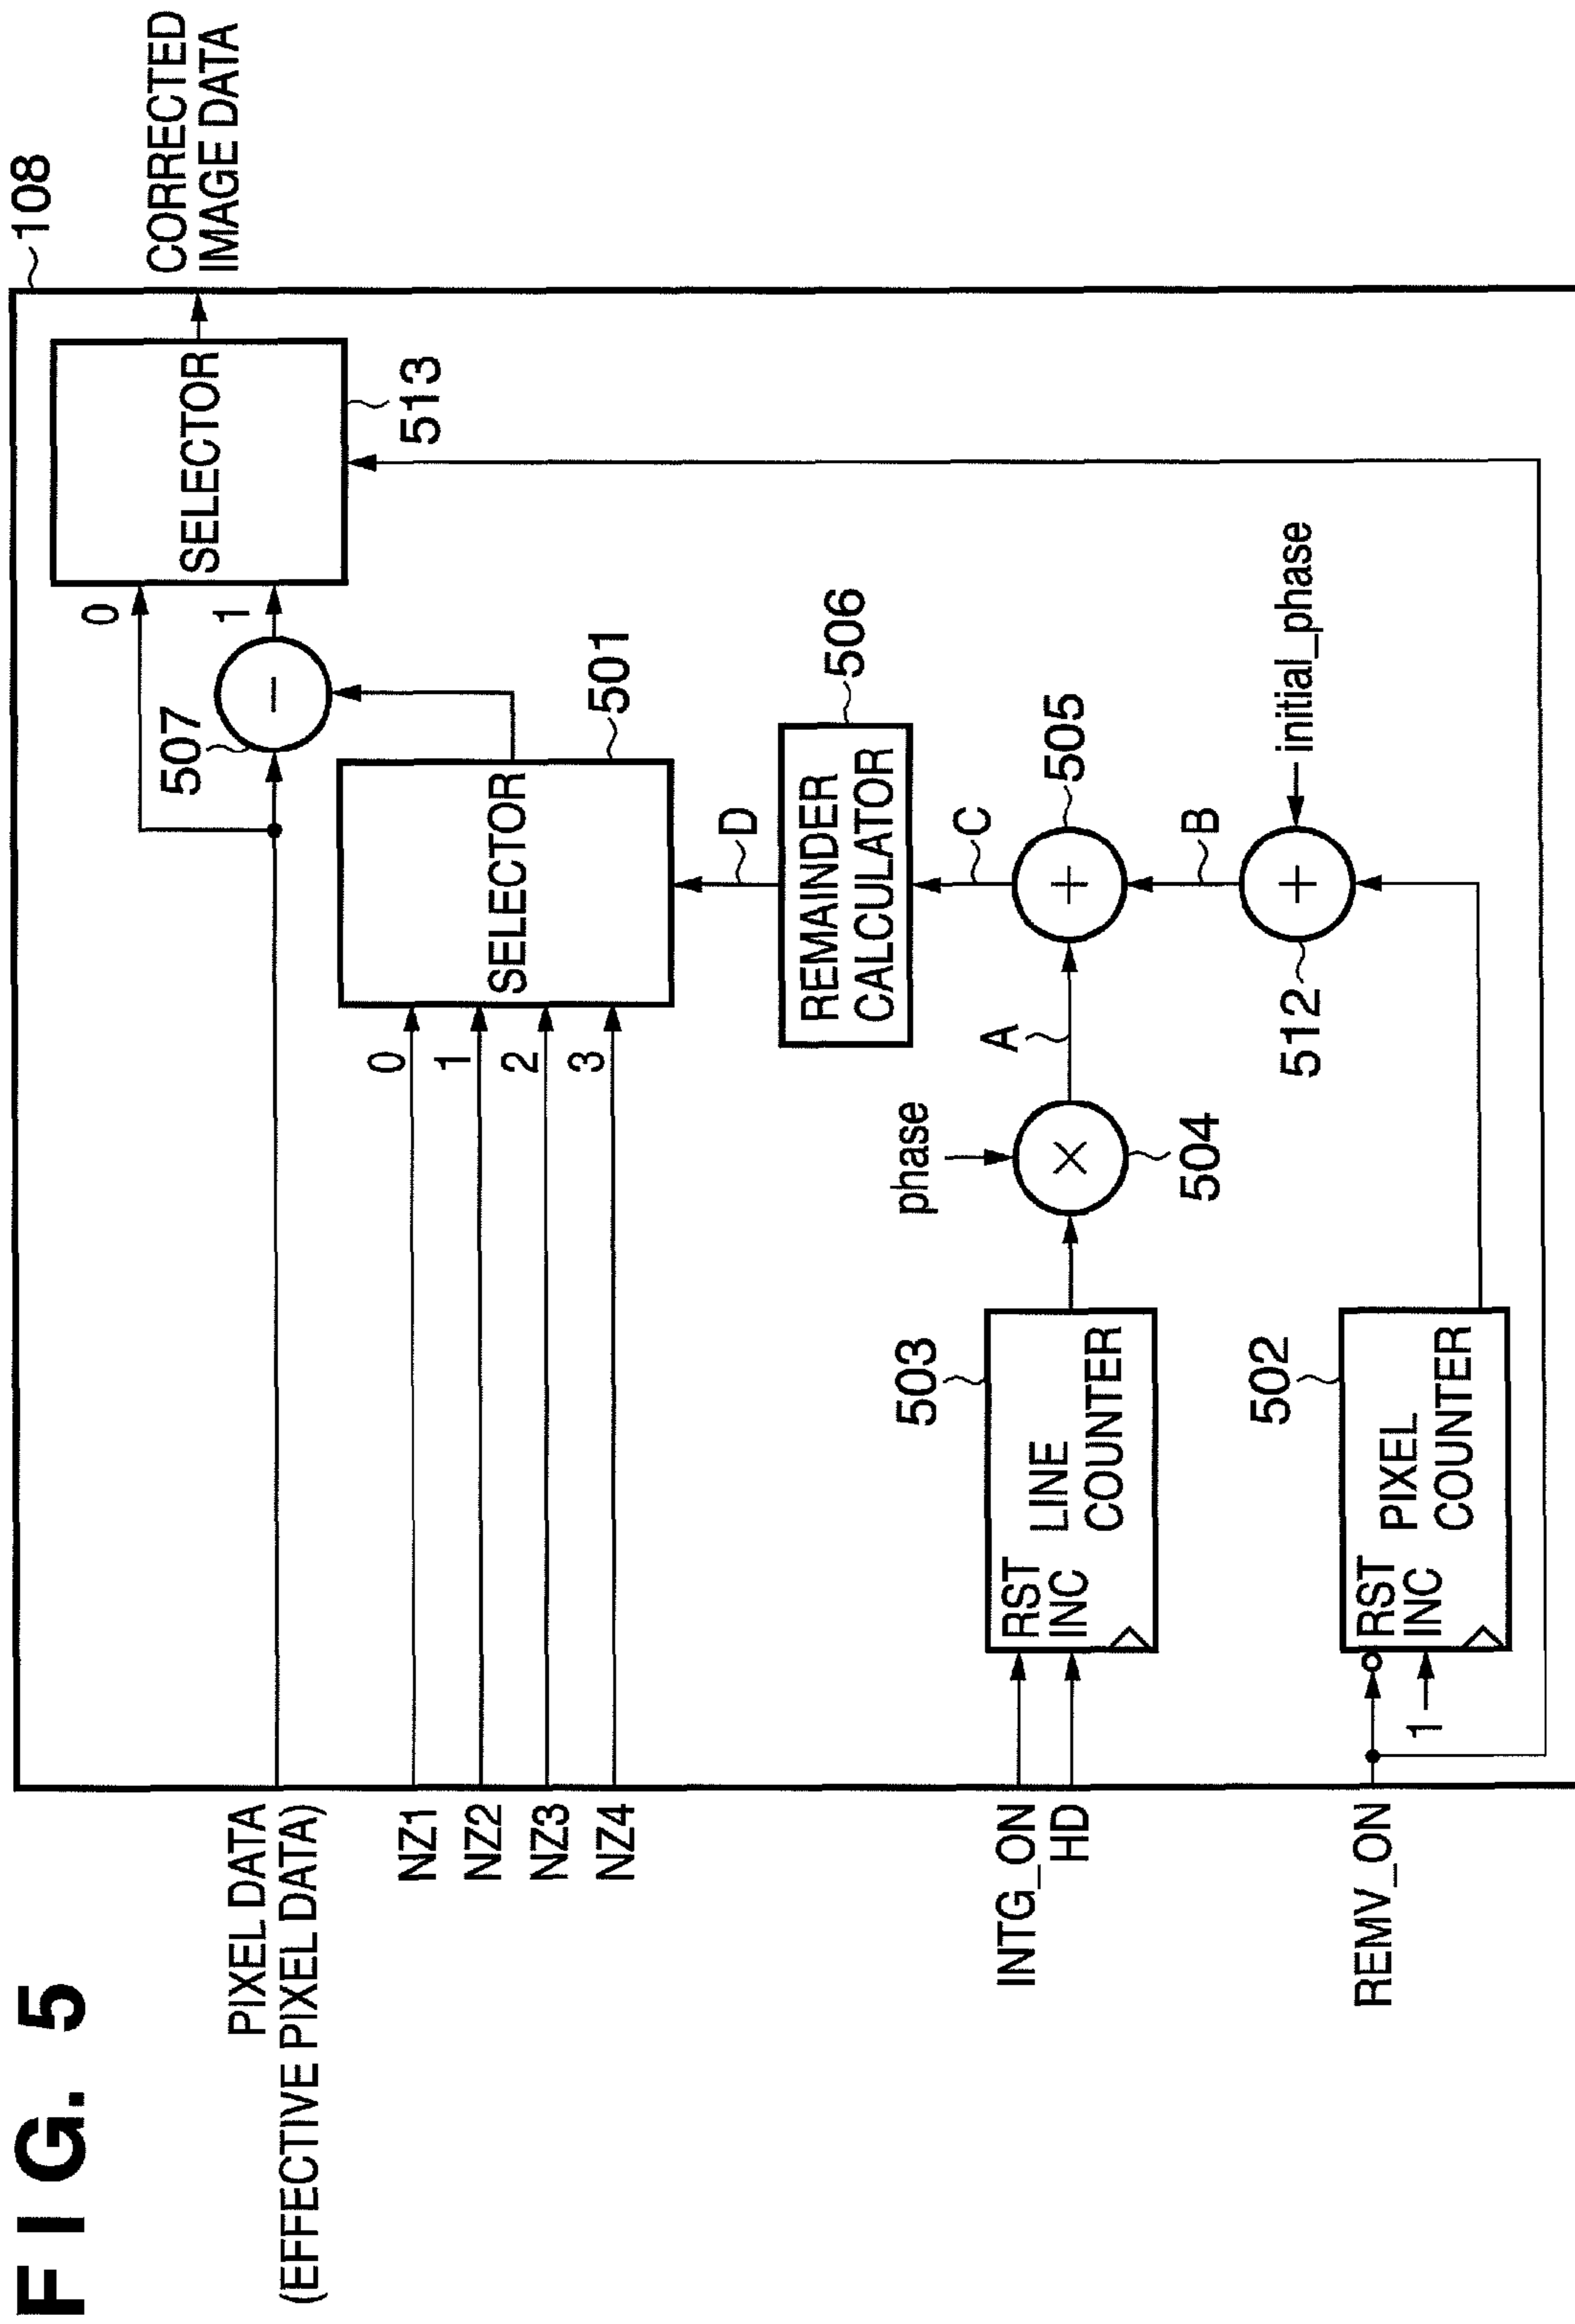 FIG. 5
108
CORRECTED
IMAGE DATA
SELECTOR
513
0
1
507
−
PIXEL DATA
(EFFECTIVE PIXEL DATA)
NZ1
NZ2
NZ3
NZ4
0
1
2
3
SELECTOR
501
D
REMAINDER
CALCULATOR
506
C
505
+
A
phase
×
504
503
RST
INC
LINE
COUNTER
INTG_ON
HD
B
+
512
initial_phase
502
RST
INC
PIXEL
COUNTER
1
REMV_ON